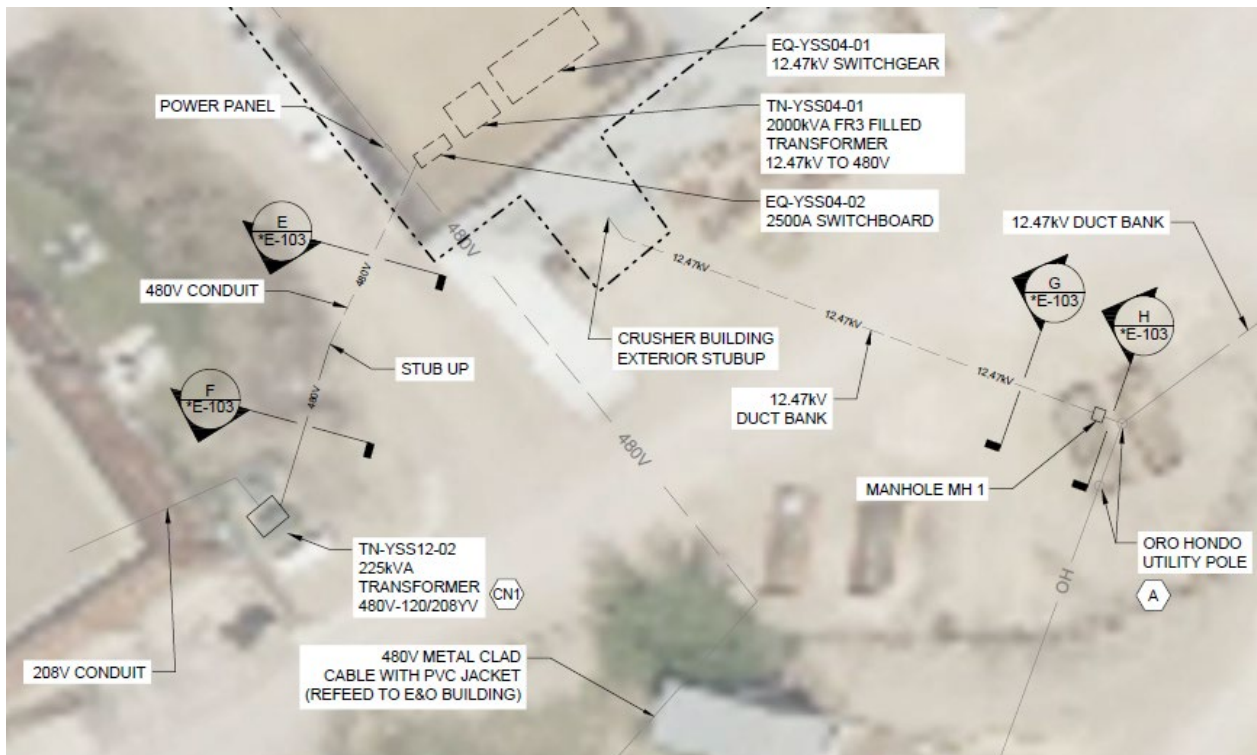 EQ-YSS04-01
12.47kV SWITCHGEAR
POWER PANEL
TN-YSS04-01
2000kVA FR3 FILLED
TRANSFORMER
12.47kV TO 480V
EQ-YSS04-02
2500A SWITCHBOARD
12.47kV DUCT BANK
E
*E-103
480V
12.47kV
480V
480V CONDUIT
G
*E-103
H
*E-103
12.47kV
CRUSHER BUILDING
EXTERIOR STUBUP
STUB UP
12.47kV
F
*E-103
480V
12.47kV
DUCT BANK
480V
MANHOLE MH 1
TN-YSS12-02
225kVA
TRANSFORMER
480V-120/208YV
CN1
ORO HONDO
UTILITY POLE
A
OH
208V CONDUIT
480V METAL CLAD
CABLE WITH PVC JACKET
(REFEED TO E&O BUILDING)